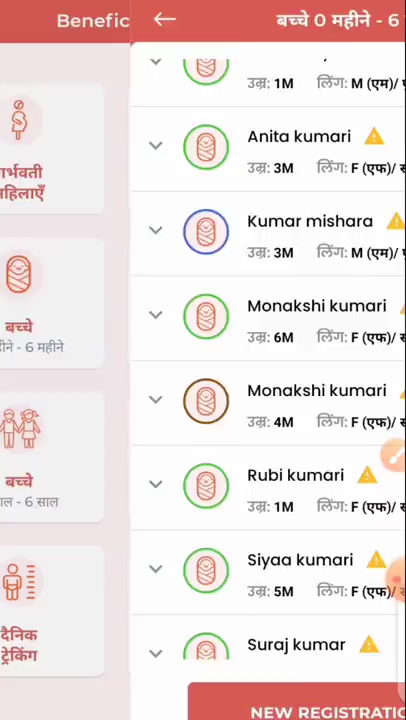 Benefic
बच्चे 0 महीने - 6
उम्र: 1M लिंग: M (एम)/
Anita kumari
उम्र: 3M लिंग: F (एफ)/
Kumar mishara
उम्र: 3M लिंग: M (एम)/
Monakshi kumari
उम्र: 6M लिंग: F (एफ)/
Monakshi kumari
उम्र: 4M लिंग: F (एफ)/
Rubi kumari
उम्र: 1M लिंग: F (एफ)/
Siyaa kumari
उम्र: 5M लिंग: F (एफ)/
Suraj kumar
NEW REGISTRATIO
र्भवती
हिलाएँ
बच्चे
ीने - 6 महीने
बच्चे
ाल - 6 साल
दैनिक
ट्रेकिंग